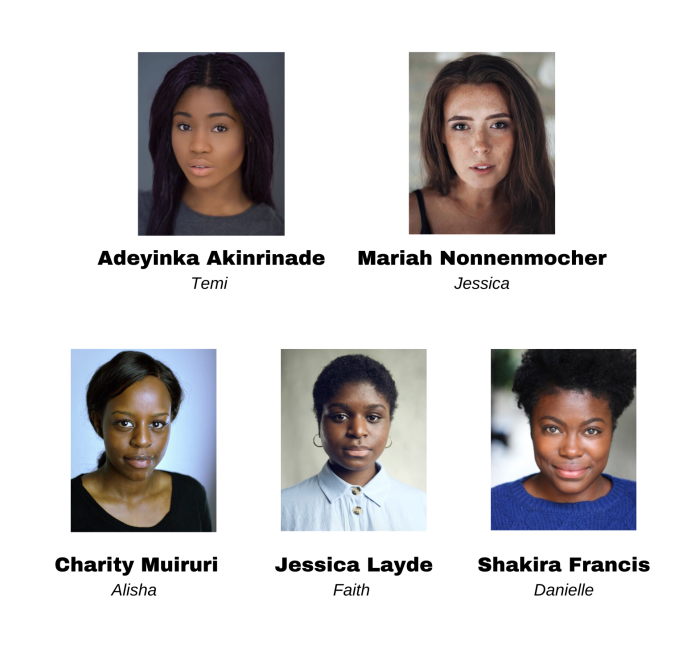 Adeyinka Akinrinade
Mariah Nonnenmocher
Temi
Jessica
Charity Muiruri
Jessica Layde
Shakira Francis
Alisha
Faith
Danielle